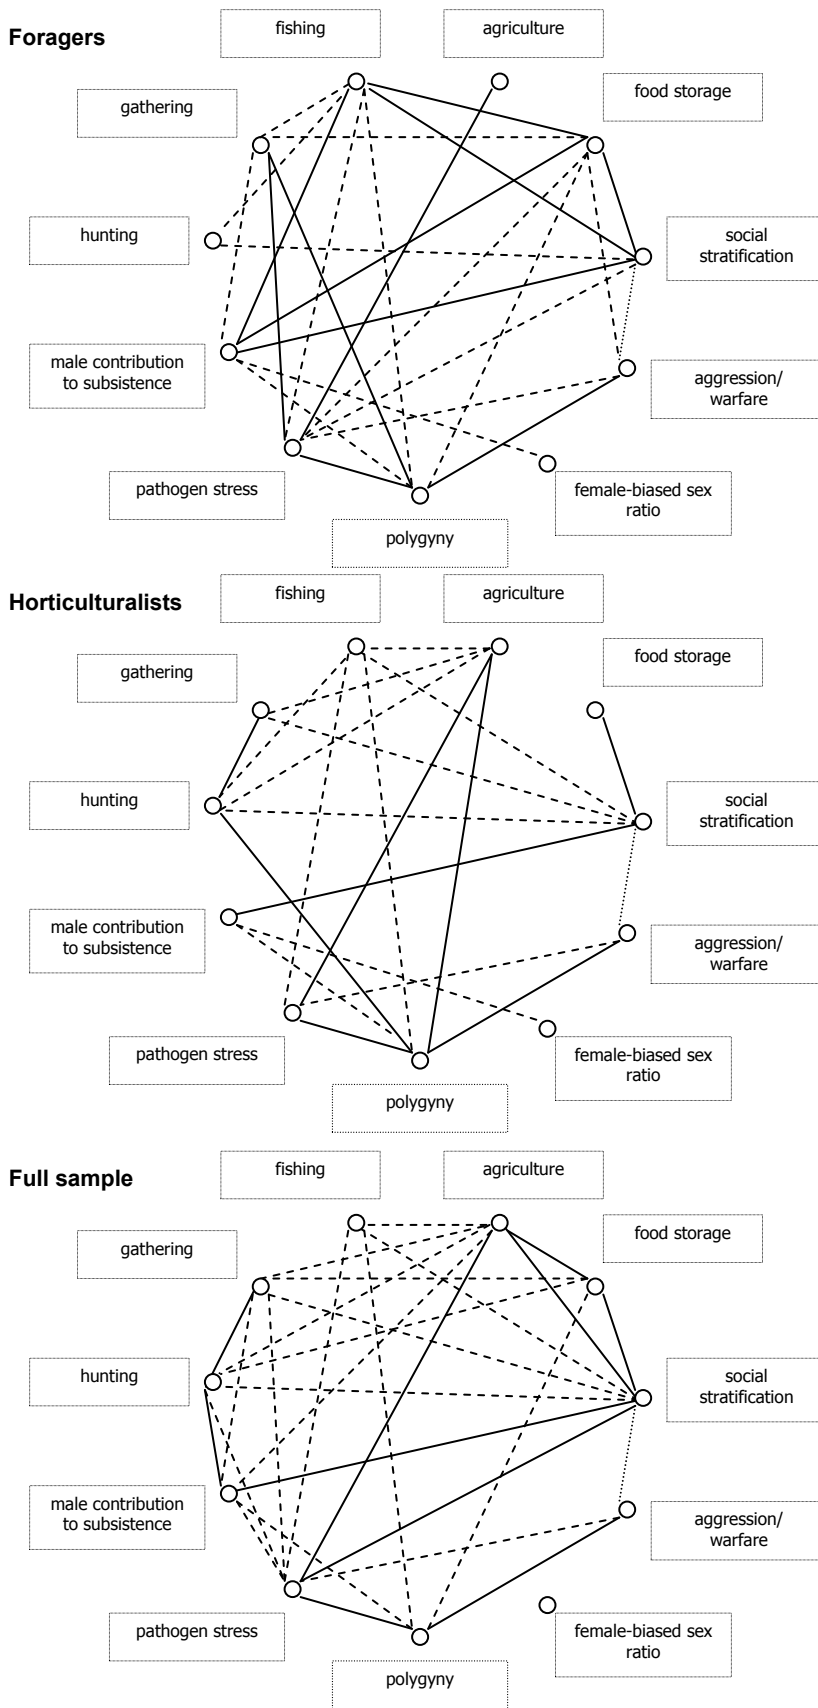 Foragers
fishing
agriculture
gathering
food storage
hunting
social
stratification
male contribution
to subsistence
aggression/
warfare
pathogen stress
female-biased sex
ratio
polygyny
Horticulturalists
fishing
agriculture
gathering
food storage
hunting
social
stratification
male contribution
to subsistence
aggression/
warfare
pathogen stress
female-biased sex
ratio
polygyny
Full sample
fishing
agriculture
gathering
food storage
hunting
social
stratification
male contribution
to subsistence
aggression/
warfare
pathogen stress
female-biased sex
ratio
polygyny